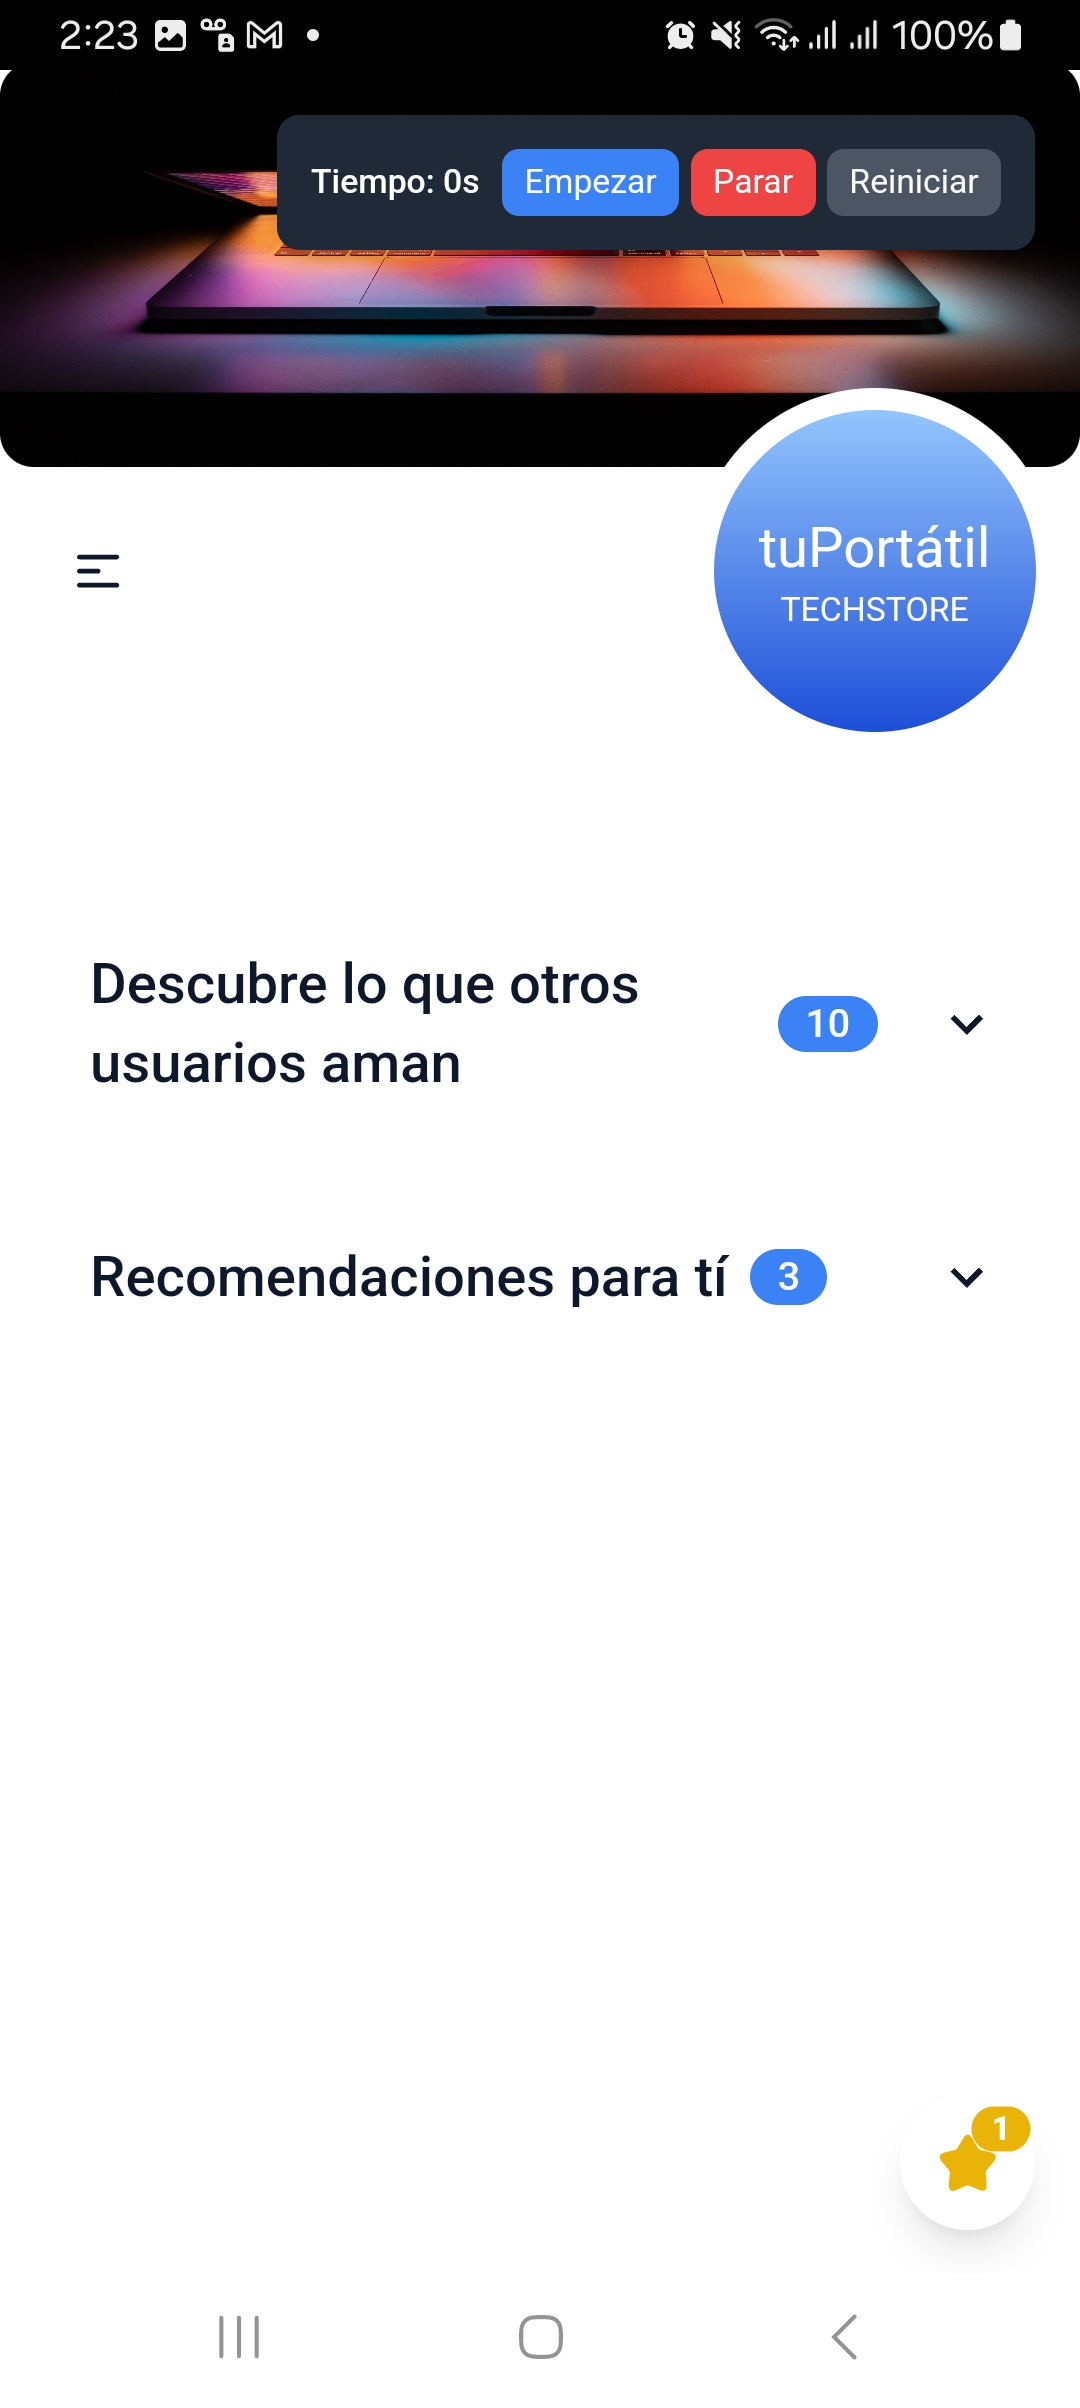 2:23
100%
Tiempo: 0s Empezar Parar Reiniciar
tuPortátil
TECHSTORE
Descubre lo que otros
usuarios aman
10
Recomendaciones para tí 3
1